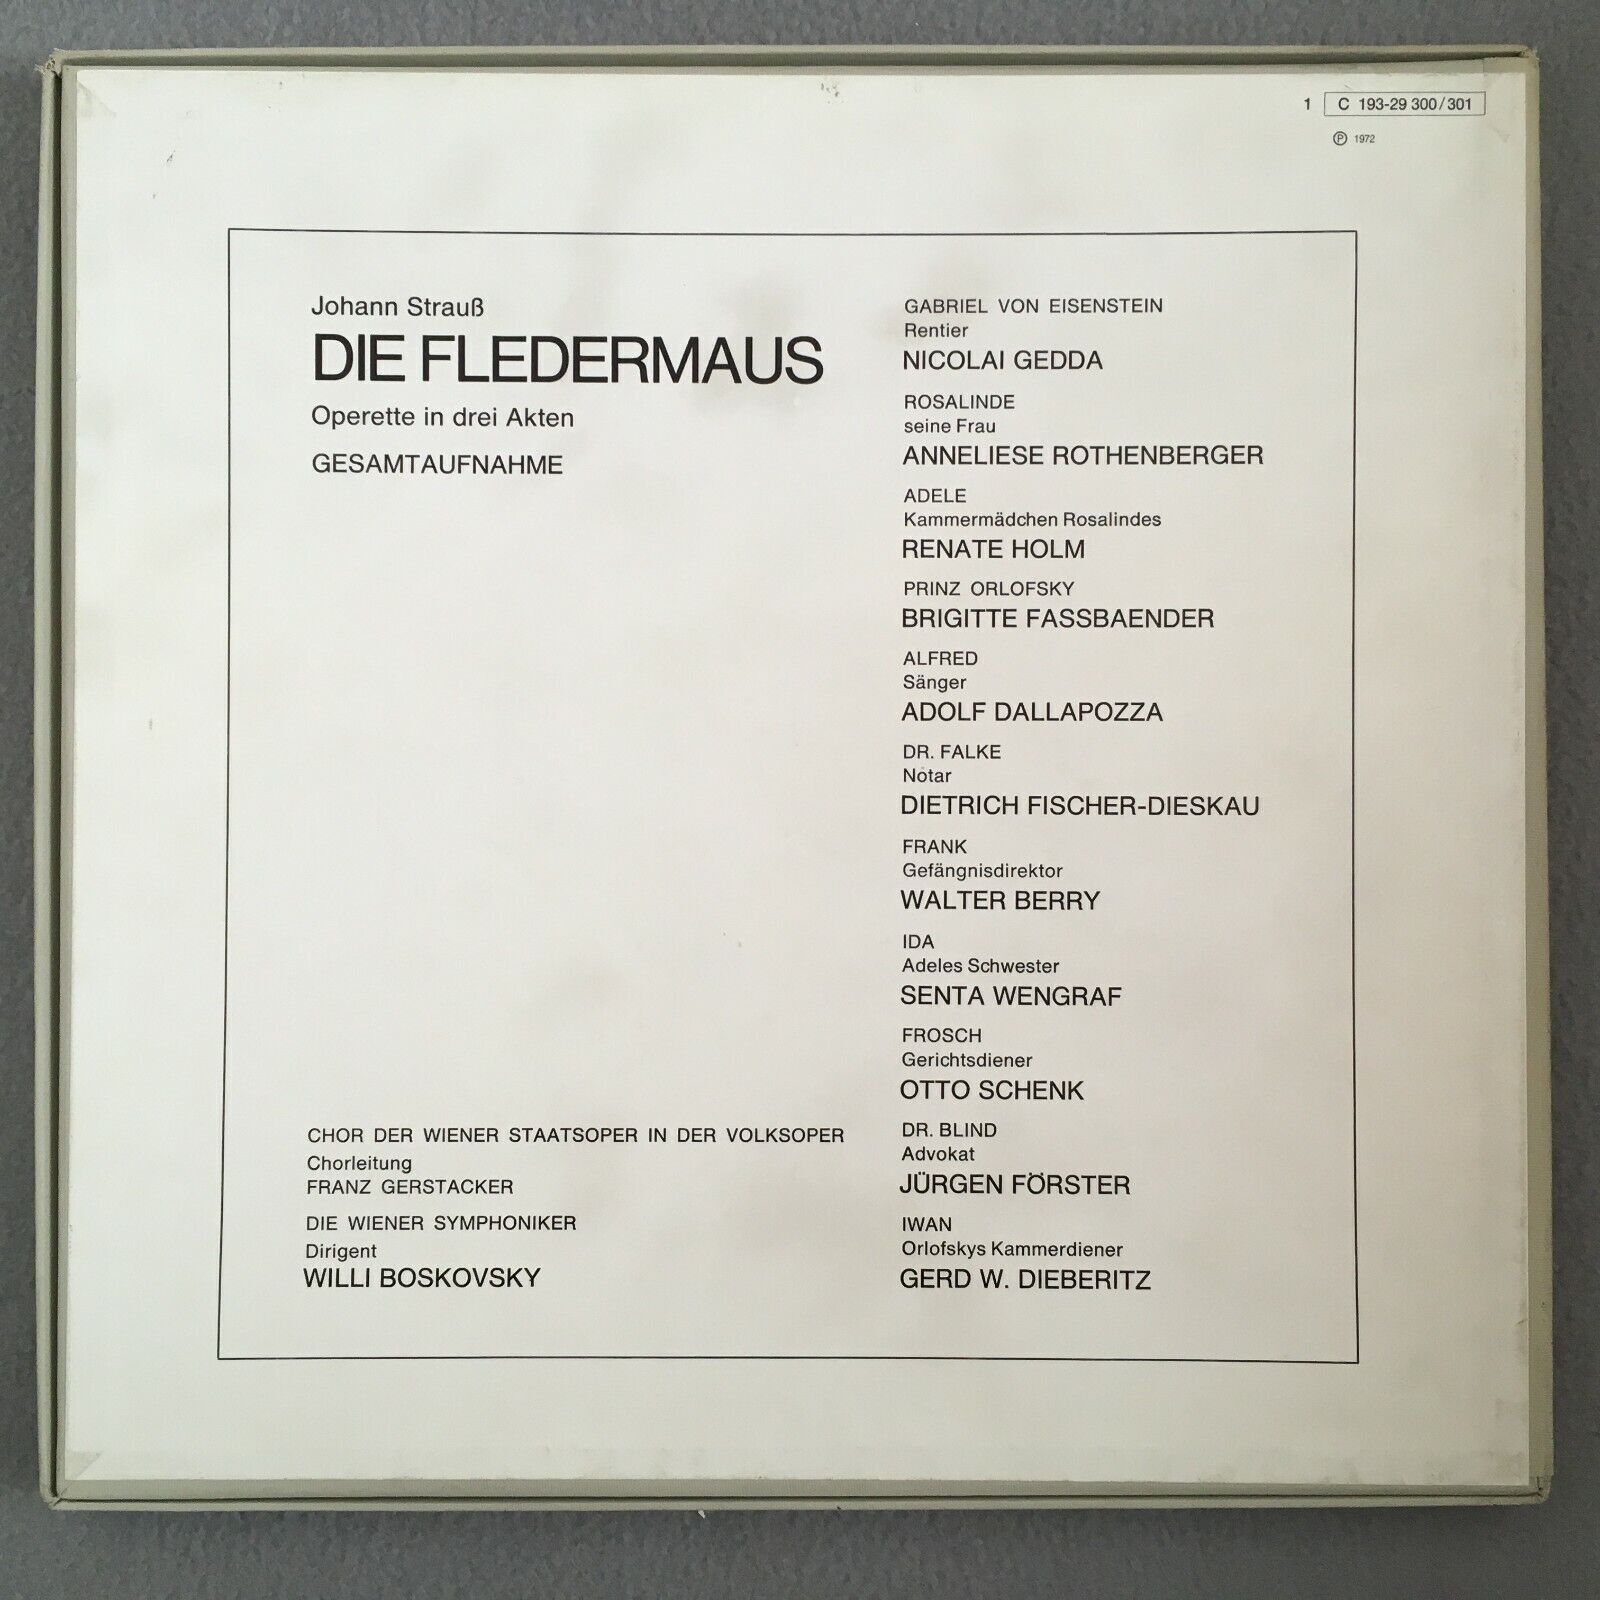 1 C 193-29 300/301
Ⓟ 1972
Johann Strauß
DIE FLEDERMAUS
Operette in drei Akten
GESAMTAUFNAHME
CHOR DER WIENER STAATSOPER IN DER VOLKSOPER
Chorleitung
FRANZ GERSTACKER
DIE WIENER SYMPHONIKER
Dirigent
WILLI BOSKOVSKY
GABRIEL VON EISENSTEIN
Rentier
NICOLAI GEDDA
ROSALINDE
seine Frau
ANNELIESE ROTHENBERGER
ADELE
Kammermädchen Rosalindes
RENATE HOLM
PRINZ ORLOFSKY
BRIGITTE FASSBAENDER
ALFRED
Sänger
ADOLF DALLAPOZZA
DR. FALKE
Notar
DIETRICH FISCHER-DIESKAU
FRANK
Gefängnisdirektor
WALTER BERRY
IDA
Adeles Schwester
SENTA WENGRAF
FROSCH
Gerichtsdiener
OTTO SCHENK
DR. BLIND
Advokat
JÜRGEN FÖRSTER
IWAN
Orlofskys Kammerdiener
GERD W. DIEBERITZ